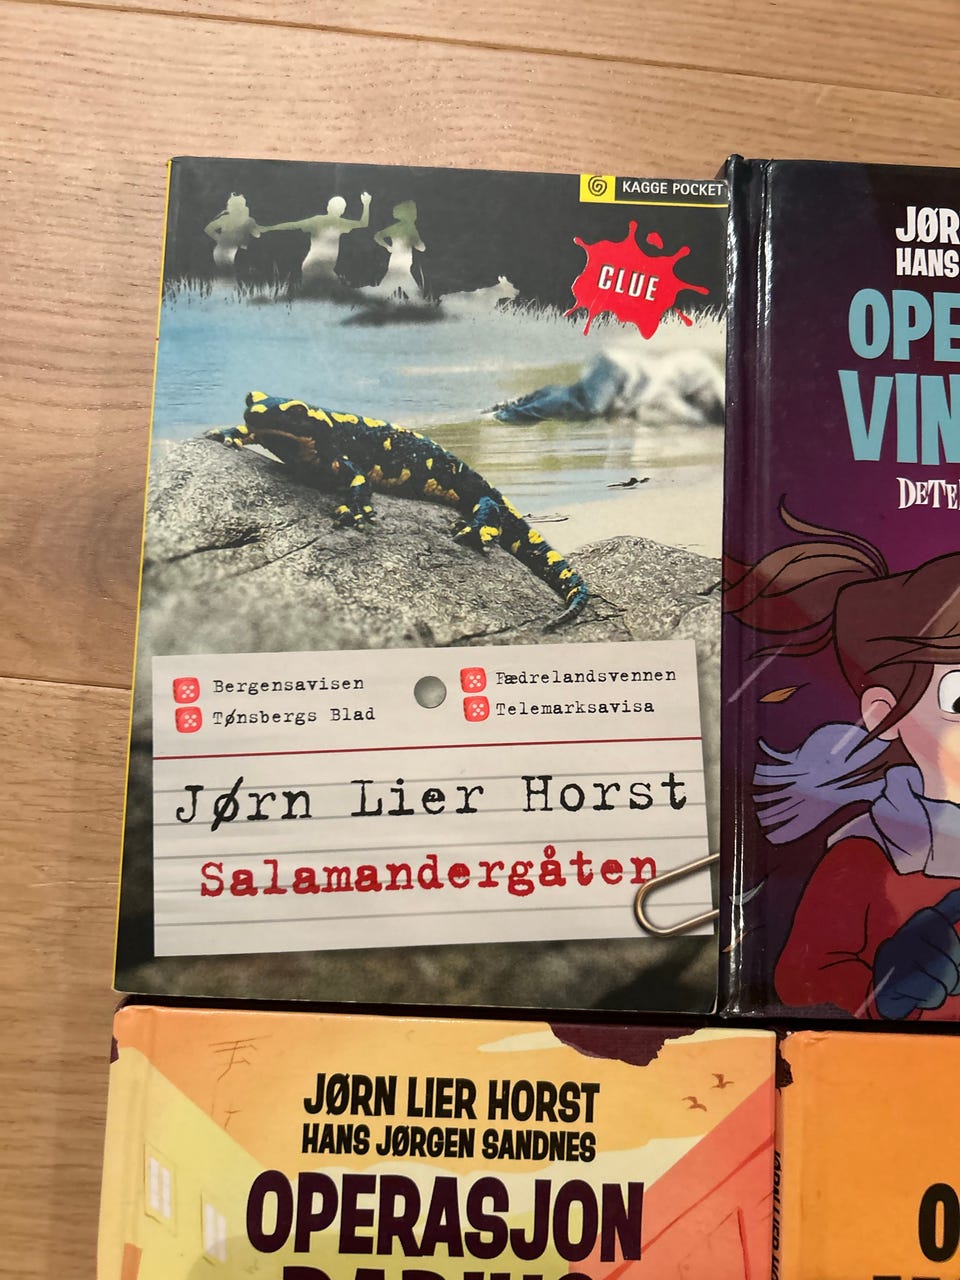 KAGGE POCKET
CLUE
Bergensavisen
Tønsbergs Blad
Fædrelandsvennen
Telemarksavisa
Jørn Lier Horst
Salamandergåten
JØR
HANS
OPE
VIN
DETE
JØRN LIER HORST
HANS JØRGEN SANDNES
OPERASJON
O